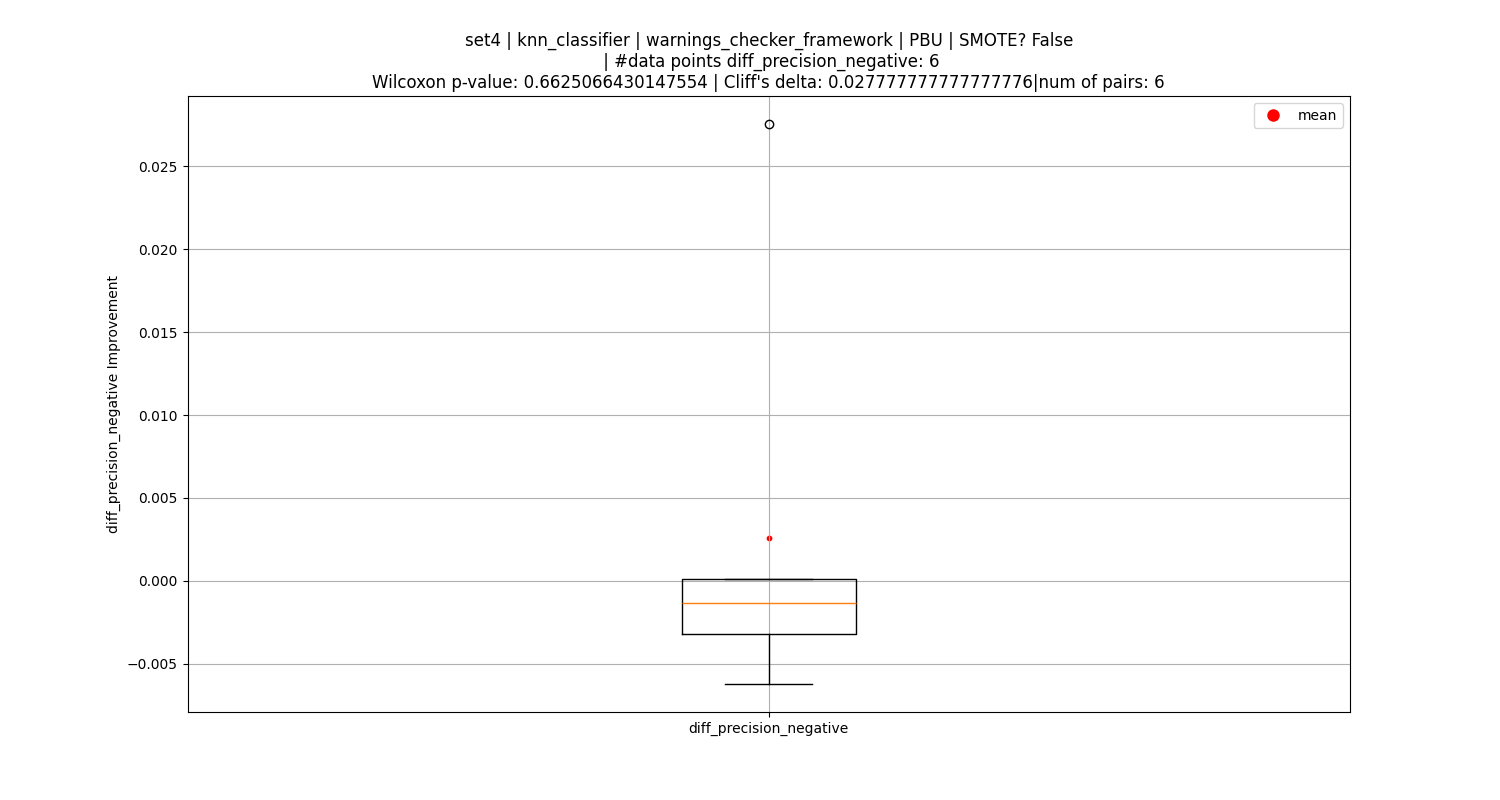 set4 | knn_classifier | warnings_checker_framework | PBU | SMOTE? False
| #data points diff_precision_negative: 6
Wilcoxon p-value: 0.6625066430147554 | Cliff's delta: 0.027777777777777776|num of pairs: 6
mean
0.025
0.020
0.015
0.010
0.005
0.000
−0.005
diff_precision_negative Improvement
diff_precision_negative